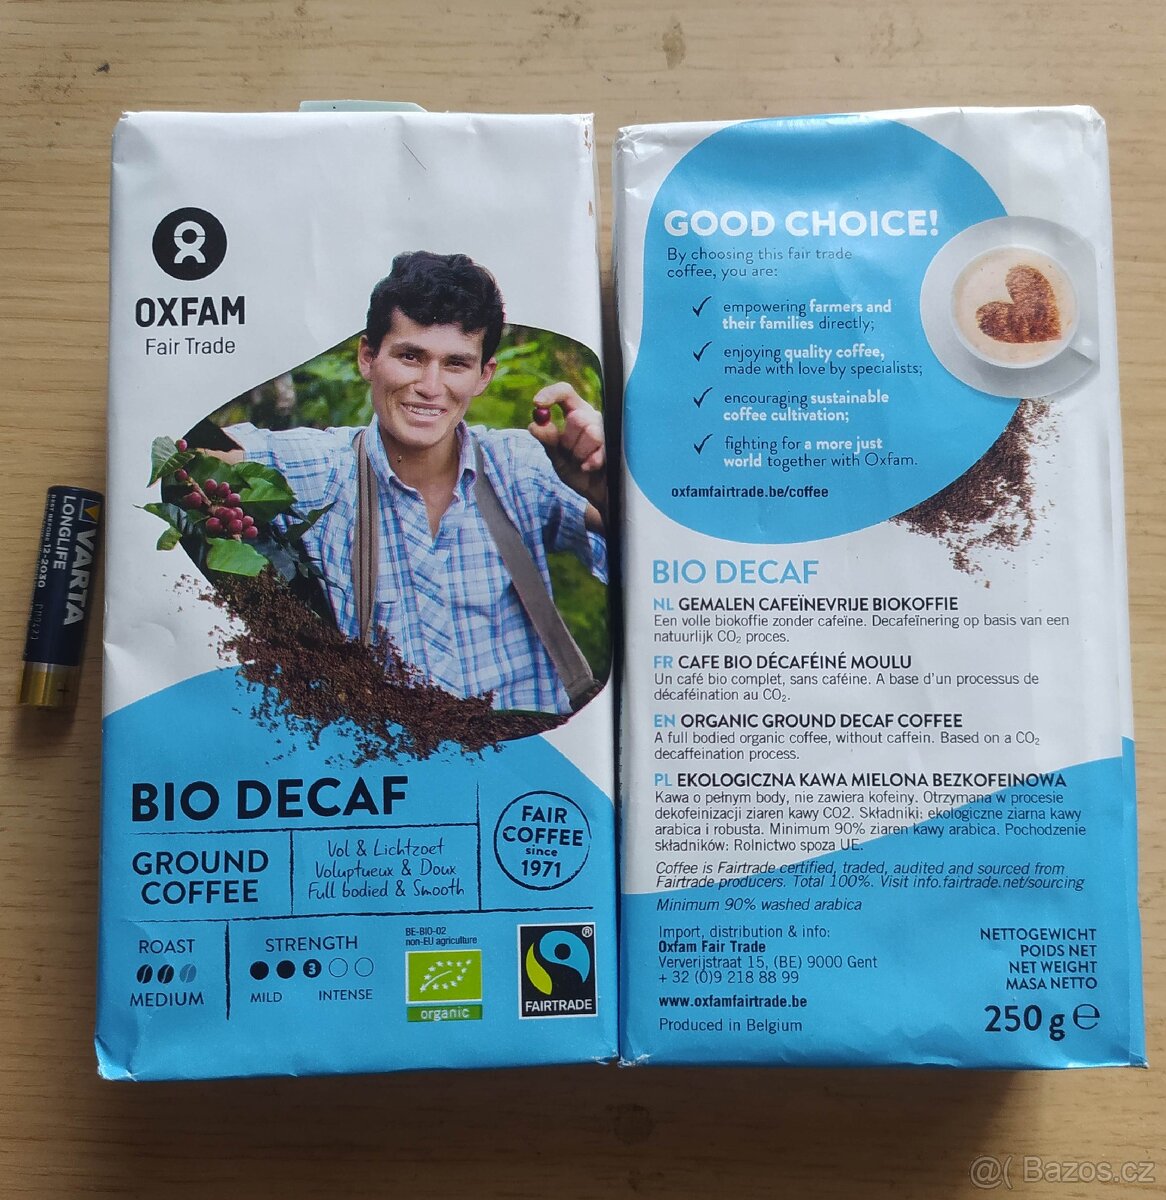 OXFAM
Fair Trade
BIO DECAF
GROUND
COFFEE
Vol & Lichtzoet
Voluptueux & Doux
Full bodied & Smooth
FAIR
COFFEE
since
1971
ROAST
MEDIUM
STRENGTH
3
MILD INTENSE
BE-BIO-02
non-EU agriculture
organic
FAIRTRADE
®
VARTA
LONGLIFE
BEST BEFORE: 12-2030
GOOD CHOICE!
By choosing this fair trade
coffee, you are:
empowering farmers and
their families directly;
enjoying quality coffee,
made with love by specialists;
encouraging sustainable
coffee cultivation;
fighting for a more just
world together with Oxfam.
oxfamfairtrade.be/coffee
BIO DECAF
NL GEMALEN CAFEÏNEVRIJE BIOKOFFIE
Een volle biokoffie zonder cafeïne. Decafeïnering op basis van een
natuurlijk CO₂ proces.
FR CAFE BIO DÉCAFÉINÉ MOULU
Un café bio complet, sans caféine. A base d'un processus de
décaféination au CO₂.
EN ORGANIC GROUND DECAF COFFEE
A full bodied organic coffee, without caffein. Based on a CO₂
decaffeination process.
PL EKOLOGICZNA KAWA MIELONA BEZKOFEINOWA
Kawa o pełnym body, nie zawiera kofeiny. Otrzymana w procesie
dekofeinizacji ziaren kawy CO2. Składniki: ekologiczne ziarna kawy
arabica i robusta. Minimum 90% ziaren kawy arabica. Pochodzenie
składników: Rolnictwo spoza UE.
Coffee is Fairtrade certified, traded, audited and sourced from
Fairtrade producers. Total 100%. Visit info.fairtrade.net/sourcing
Minimum 90% washed arabica
Import, distribution & info:
Oxfam Fair Trade
Ververijstraat 15, (BE) 9000 Gent
+ 32 (0)9 218 88 99
www.oxfamfairtrade.be
Produced in Belgium
NETTOGEWICHT
POIDS NET
NET WEIGHT
MASA NETTO
250 g ℮
@( Bazos.cz